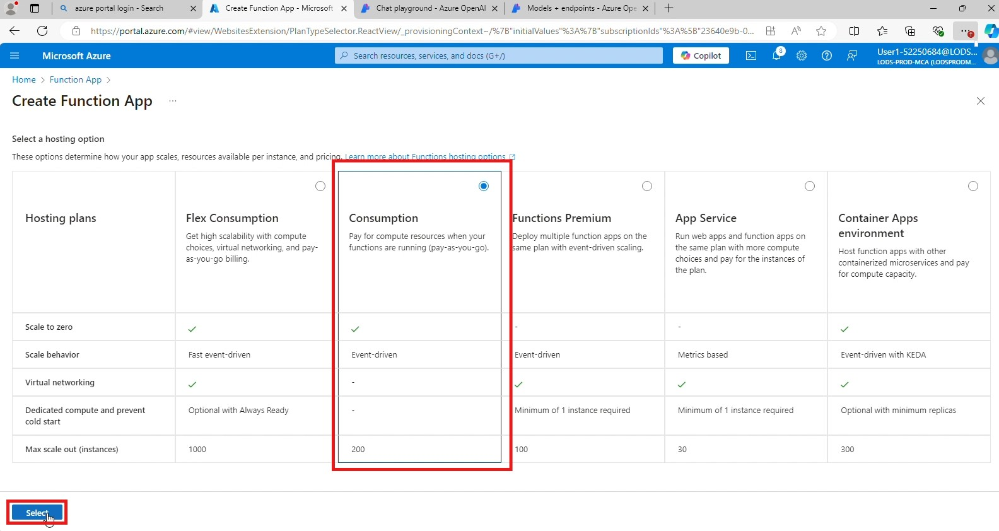 azure portal login - Search
Create Function App - Microsoft
Chat playground - Azure OpenAI
Models + endpoints - Azure Ope
https://portal.azure.com/#view/WebsitesExtension/PlanTypeSelector.ReactView/_provisioningContext~/%7B"initialValues"%3A%7B"subscriptionIds"%3A%5B"23640e9b-0...
Microsoft Azure
Search resources, services, and docs (G+/)
Copilot
8
User1-52250684@LODS...
LODS-PROD-MCA (LODSPRODM...
Home > Function App >
Create Function App ...
Select a hosting option
These options determine how your app scales, resources available per instance, and pricing. Learn more about Functions hosting options
Hosting plans
Flex Consumption
Get high scalability with compute
choices, virtual networking, and pay-
as-you-go billing.
Consumption
Pay for compute resources when your
functions are running (pay-as-you-go).
Functions Premium
Deploy multiple function apps on the
same plan with event-driven scaling.
App Service
Run web apps and function apps on
the same plan with more compute
choices and pay for the instances of
the plan.
Container Apps
environment
Host function apps with other
containerized microservices and pay
for compute capacity.
Scale to zero - -
Scale behavior Fast event-driven Event-driven Event-driven Metrics based Event-driven with KEDA
Virtual networking -
Dedicated compute and prevent
cold start
Optional with Always Ready - Minimum of 1 instance required Minimum of 1 instance required Optional with minimum replicas
Max scale out (instances) 1000 200 100 30 300
Select